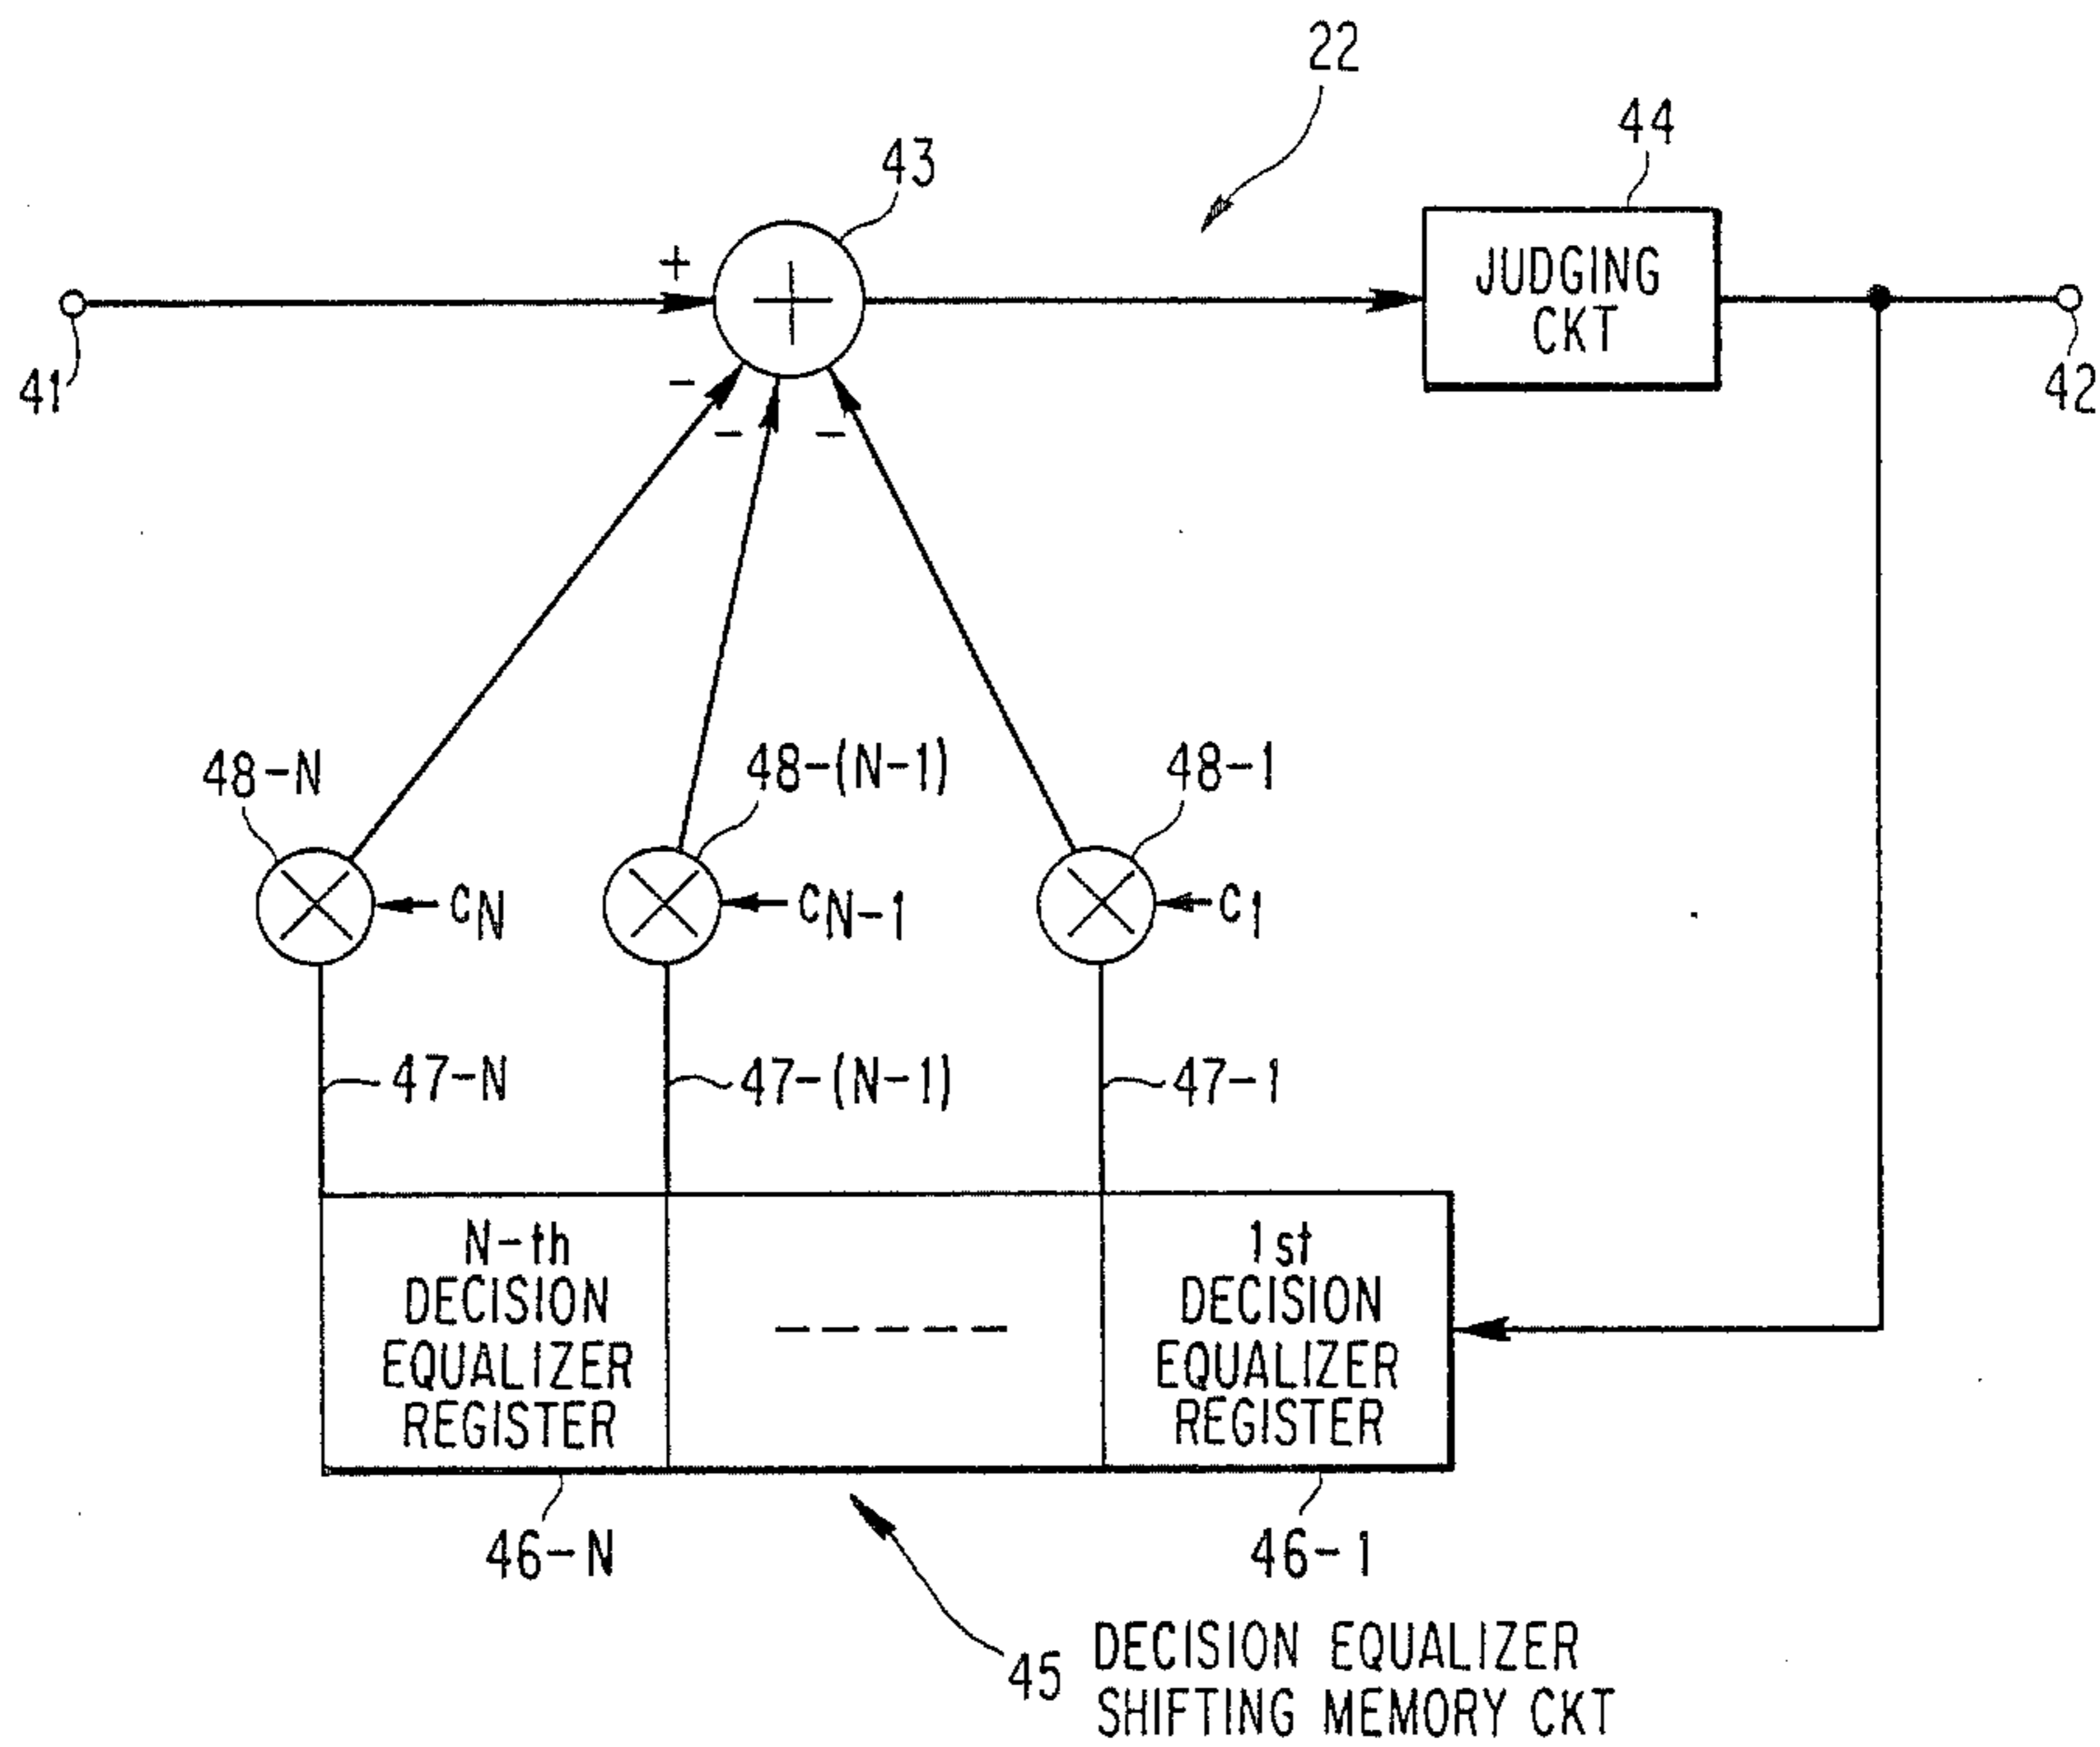 22
44
43
+
+
JUDGING
CKT
41
-
- -
42
48-N
48-(N-1)
48-1
cN
cN-1
c1
47-N
47-(N-1)
47-1
N-th
DECISION
EQUALIZER
REGISTER
-----
1st
DECISION
EQUALIZER
REGISTER
46-N
46-1
45
DECISION EQUALIZER
SHIFTING MEMORY CKT